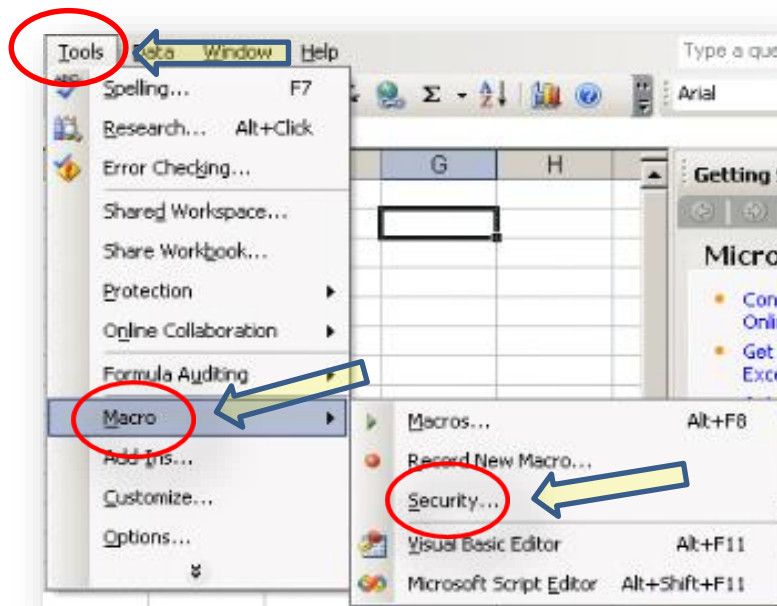 Tools Data Window Help Type a que
Spelling... F7 Σ A Z Arial
Research... Alt+Click
Error Checking... G H Getting
Shared Workspace...
Share Workbook... Micro
Protection Con
Online Collaboration Onli
Formula Auditing Get
Exce
Macro Macros... Alt+F8
Add-Ins... Record New Macro...
Customize... Security...
Options... Visual Basic Editor Alt+F11
Microsoft Script Editor Alt+Shift+F11